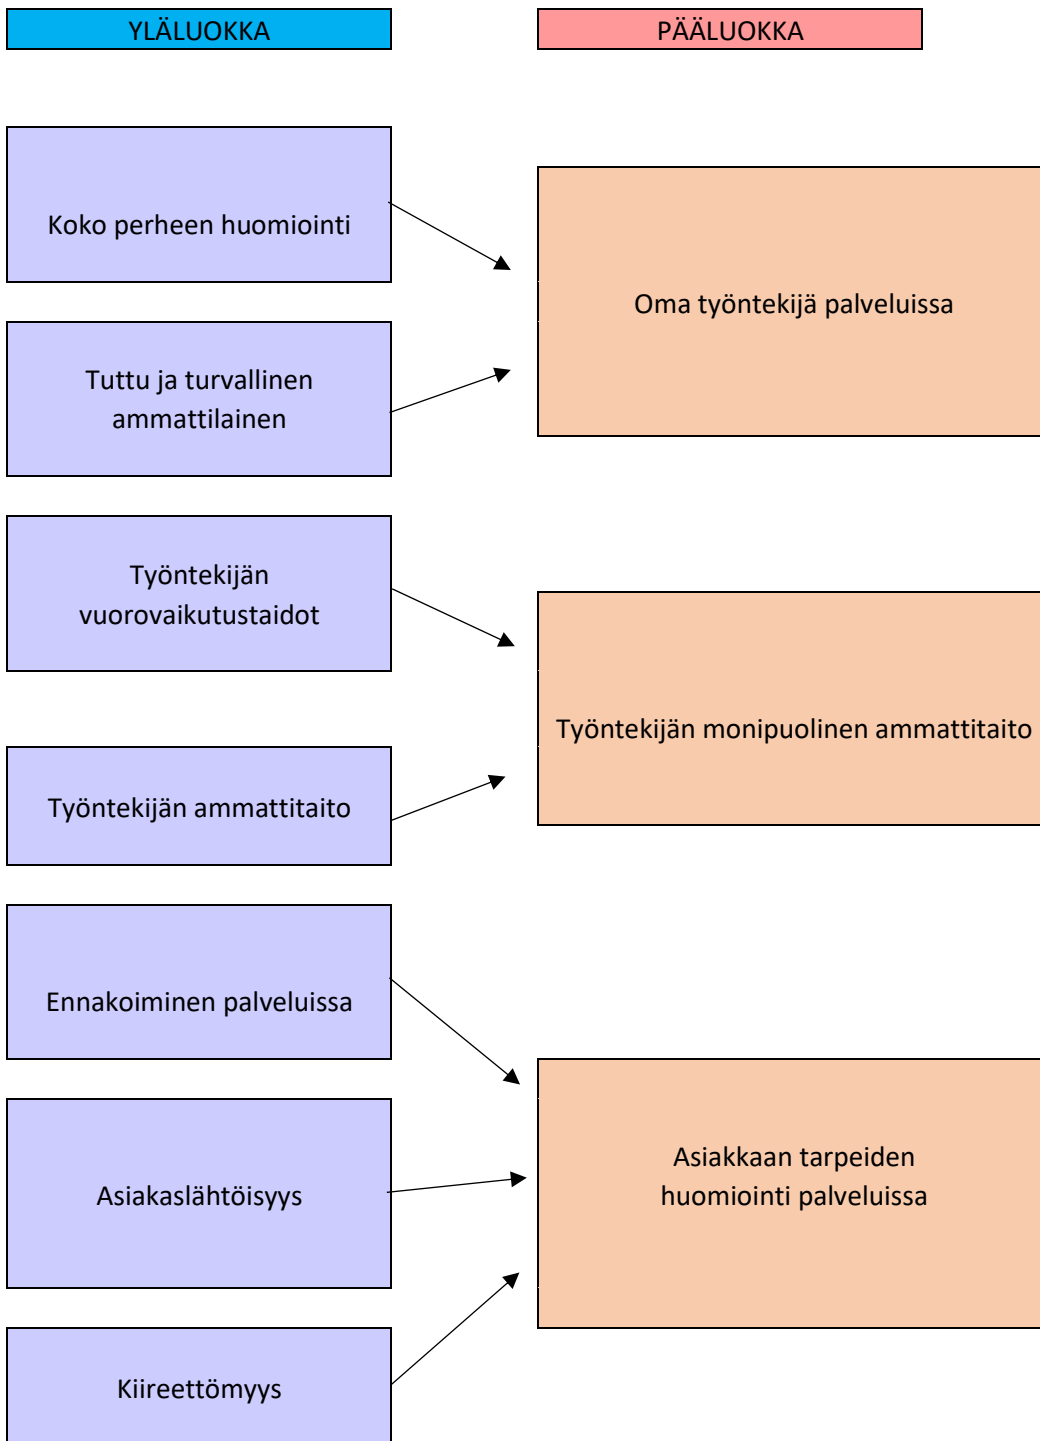 YLÄLUOKKA
PÄÄLUOKKA
Koko perheen huomiointi
Oma työntekijä palveluissa
Tuttu ja turvallinen
ammattilainen
Työntekijän
vuorovaikutustaidot
Työntekijän monipuolinen ammattitaito
Työntekijän ammattitaito
Ennakoiminen palveluissa
Asiakaslähtöisyys
Asiakkaan tarpeiden
huomiointi palveluissa
Kiireettömyys